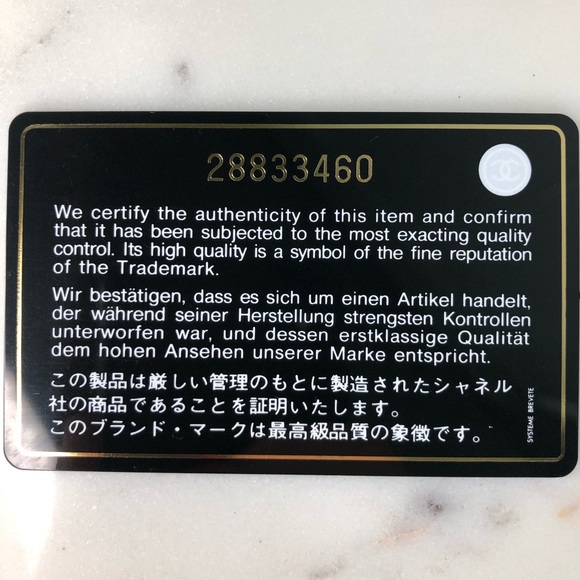 28833460
We certify the authenticity of this item and confirm
that it has been subjected to the most exacting quality
control. Its high quality is a symbol of the fine reputation
of the Trademark.
Wir bestätigen, dass es sich um einen Artikel handelt,
der während seiner Herstellung strengsten Kontrollen
unterworfen war, und dessen erstklassige Qualität
dem hohen Ansehen unserer Marke entspricht.
この製品は厳しい管理のもとに製造されたシャネル
社の商品であることを証明いたします。
このブランド・マークは最高級品質の象徴です。
SYSTEME BREVETE